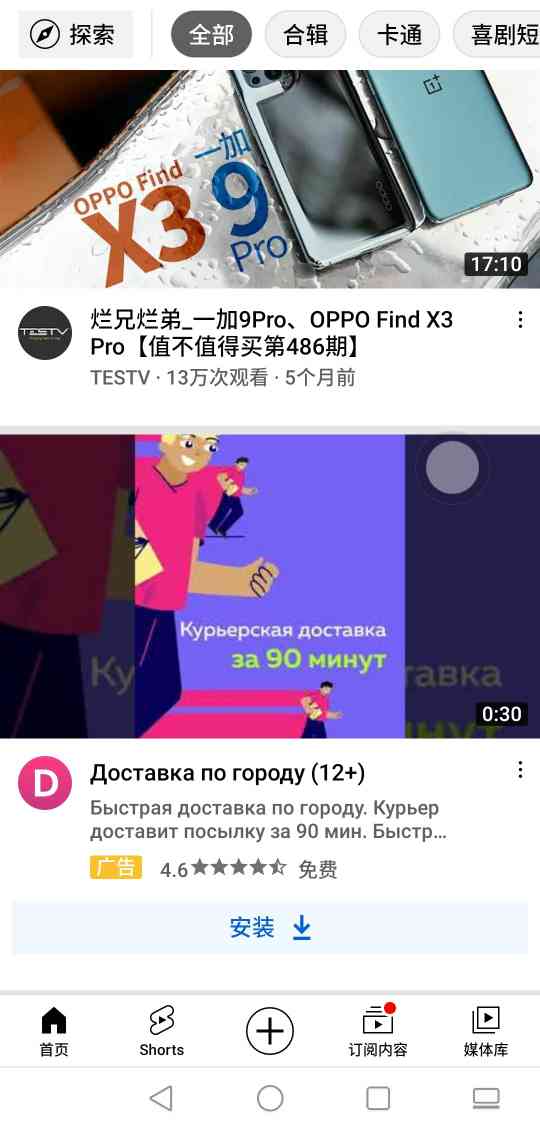 探索
全部
合辑
卡通
喜剧短
OPPO Find
X3
一加
9
Pro
17:10
TESTV
烂兄烂弟_一加9Pro、OPPO Find X3
Pro【值不值得买第486期】
TESTV · 13万次观看 · 5个月前
Курьерская доставка
за 90 минут
Ку
тавка
0:30
D
Доставка по городу (12+)
Быстрая доставка по городу. Курьер
доставит посылку за 90 мин. Быстр...
广告 4.6 免费
安装
首页
Shorts
订阅内容
媒体库